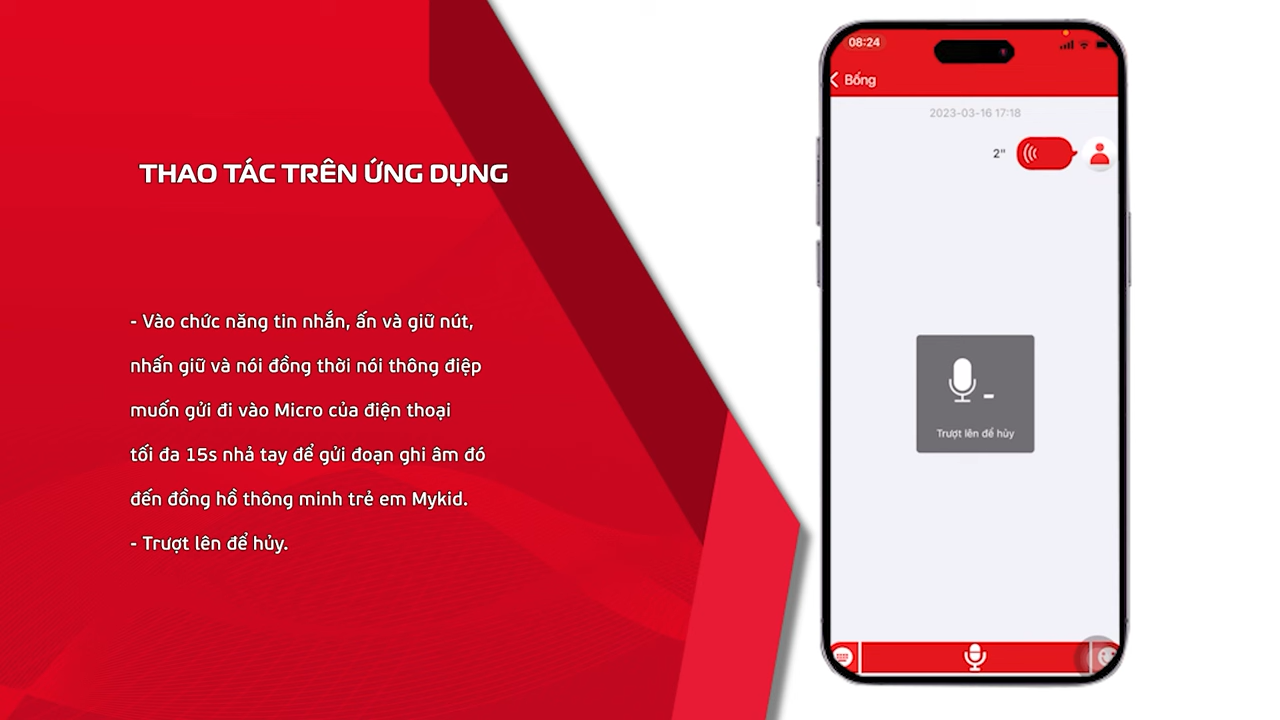 THAO TÁC TRÊN ỨNG DỤNG
- Vào chức năng tin nhắn, ấn và giữ nút,
nhấn giữ và nói đồng thời nói thông điệp
muốn gửi đi vào Micro của điện thoại
tối đa 15s nhả tay để gửi đoạn ghi âm đó
đến đồng hồ thông minh trẻ em Mykid.
- Trượt lên để hủy.
08:24
Bống
2023-03-16 17:18
2"
Trượt lên để hủy